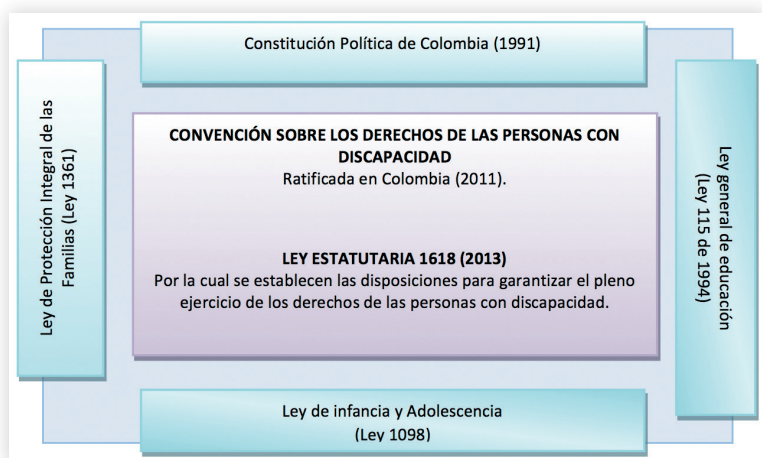 Constitución Política de Colombia (1991)
Ley de Protección Integral de las
Familias (Ley 1361)
CONVENCIÓN SOBRE LOS DERECHOS DE LAS PERSONAS CON
DISCAPACIDAD
Ratificada en Colombia (2011).
LEY ESTATUTARIA 1618 (2013)
Por la cual se establecen las disposiciones para garantizar el pleno
ejercicio de los derechos de las personas con discapacidad.
Ley general de educación
(Ley 115 de 1994)
Ley de infancia y Adolescencia
(Ley 1098)